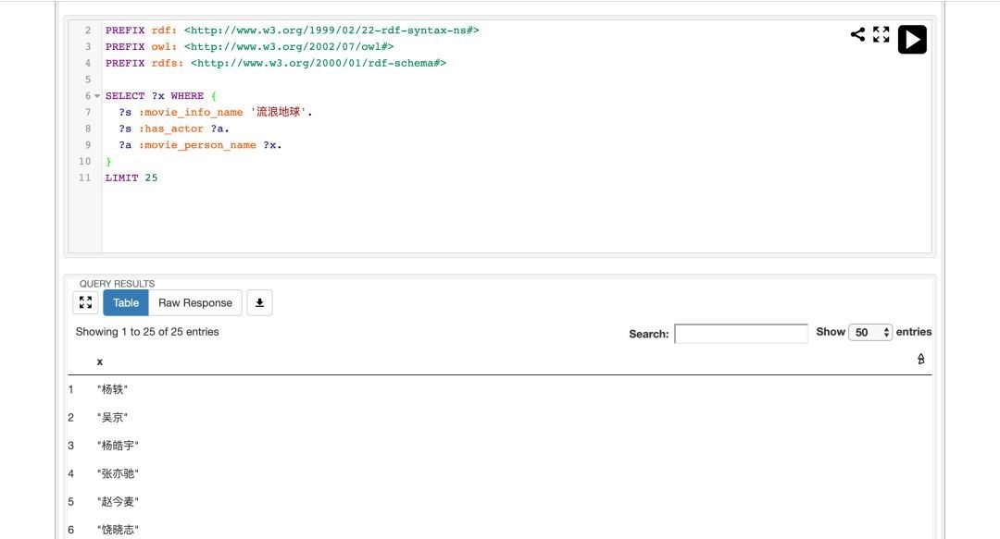 2 PREFIX rdf: <http://www.w3.org/1999/02/22-rdf-syntax-ns#>
3 PREFIX owl: <http://www.w3.org/2002/07/owl#>
4 PREFIX rdfs: <http://www.w3.org/2000/01/rdf-schema#>
5
6 SELECT ?x WHERE {
7 ?s :movie_info_name '流浪地球'.
8 ?s :has_actor ?a.
9 ?a :movie_person_name ?x.
10 }
11 LIMIT 25
QUERY RESULTS
Table Raw Response
Showing 1 to 25 of 25 entries Search: Show 50 entries
x
1 "杨轶"
2 "吴京"
3 "杨皓宇"
4 "张亦驰"
5 "赵今麦"
6 "饶晓志"